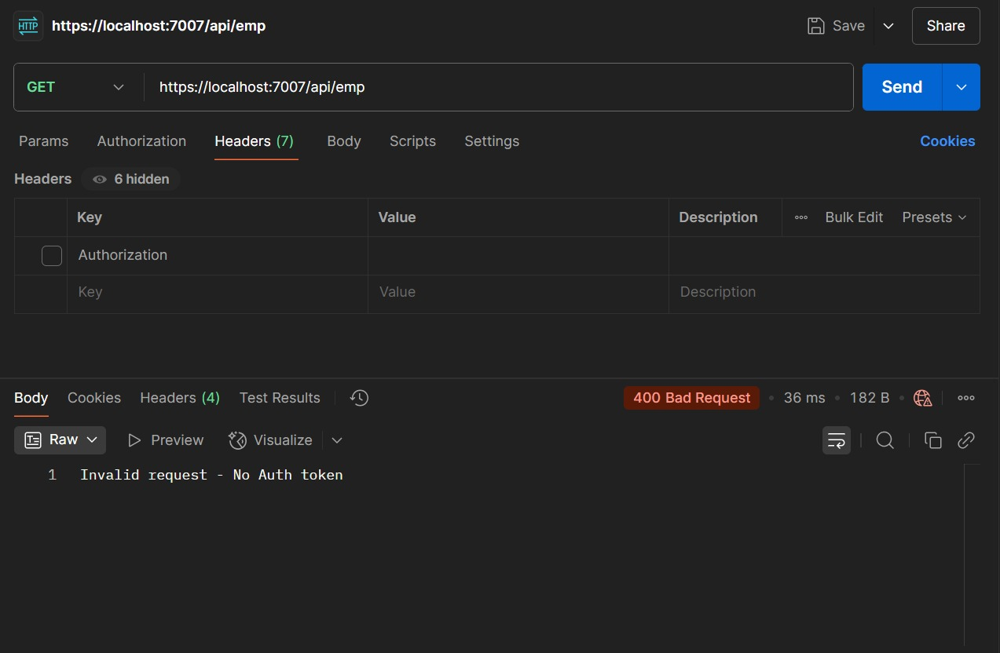 HTTP https://localhost:7007/api/emp Save Share
GET https://localhost:7007/api/emp Send
Params Authorization Headers (7) Body Scripts Settings Cookies
Headers 6 hidden
Key Value Description Bulk Edit Presets
Authorization
Key Value Description
Body Cookies Headers (4) Test Results 400 Bad Request • 36 ms • 182 B •
Raw Preview Visualize
1 Invalid request - No Auth token